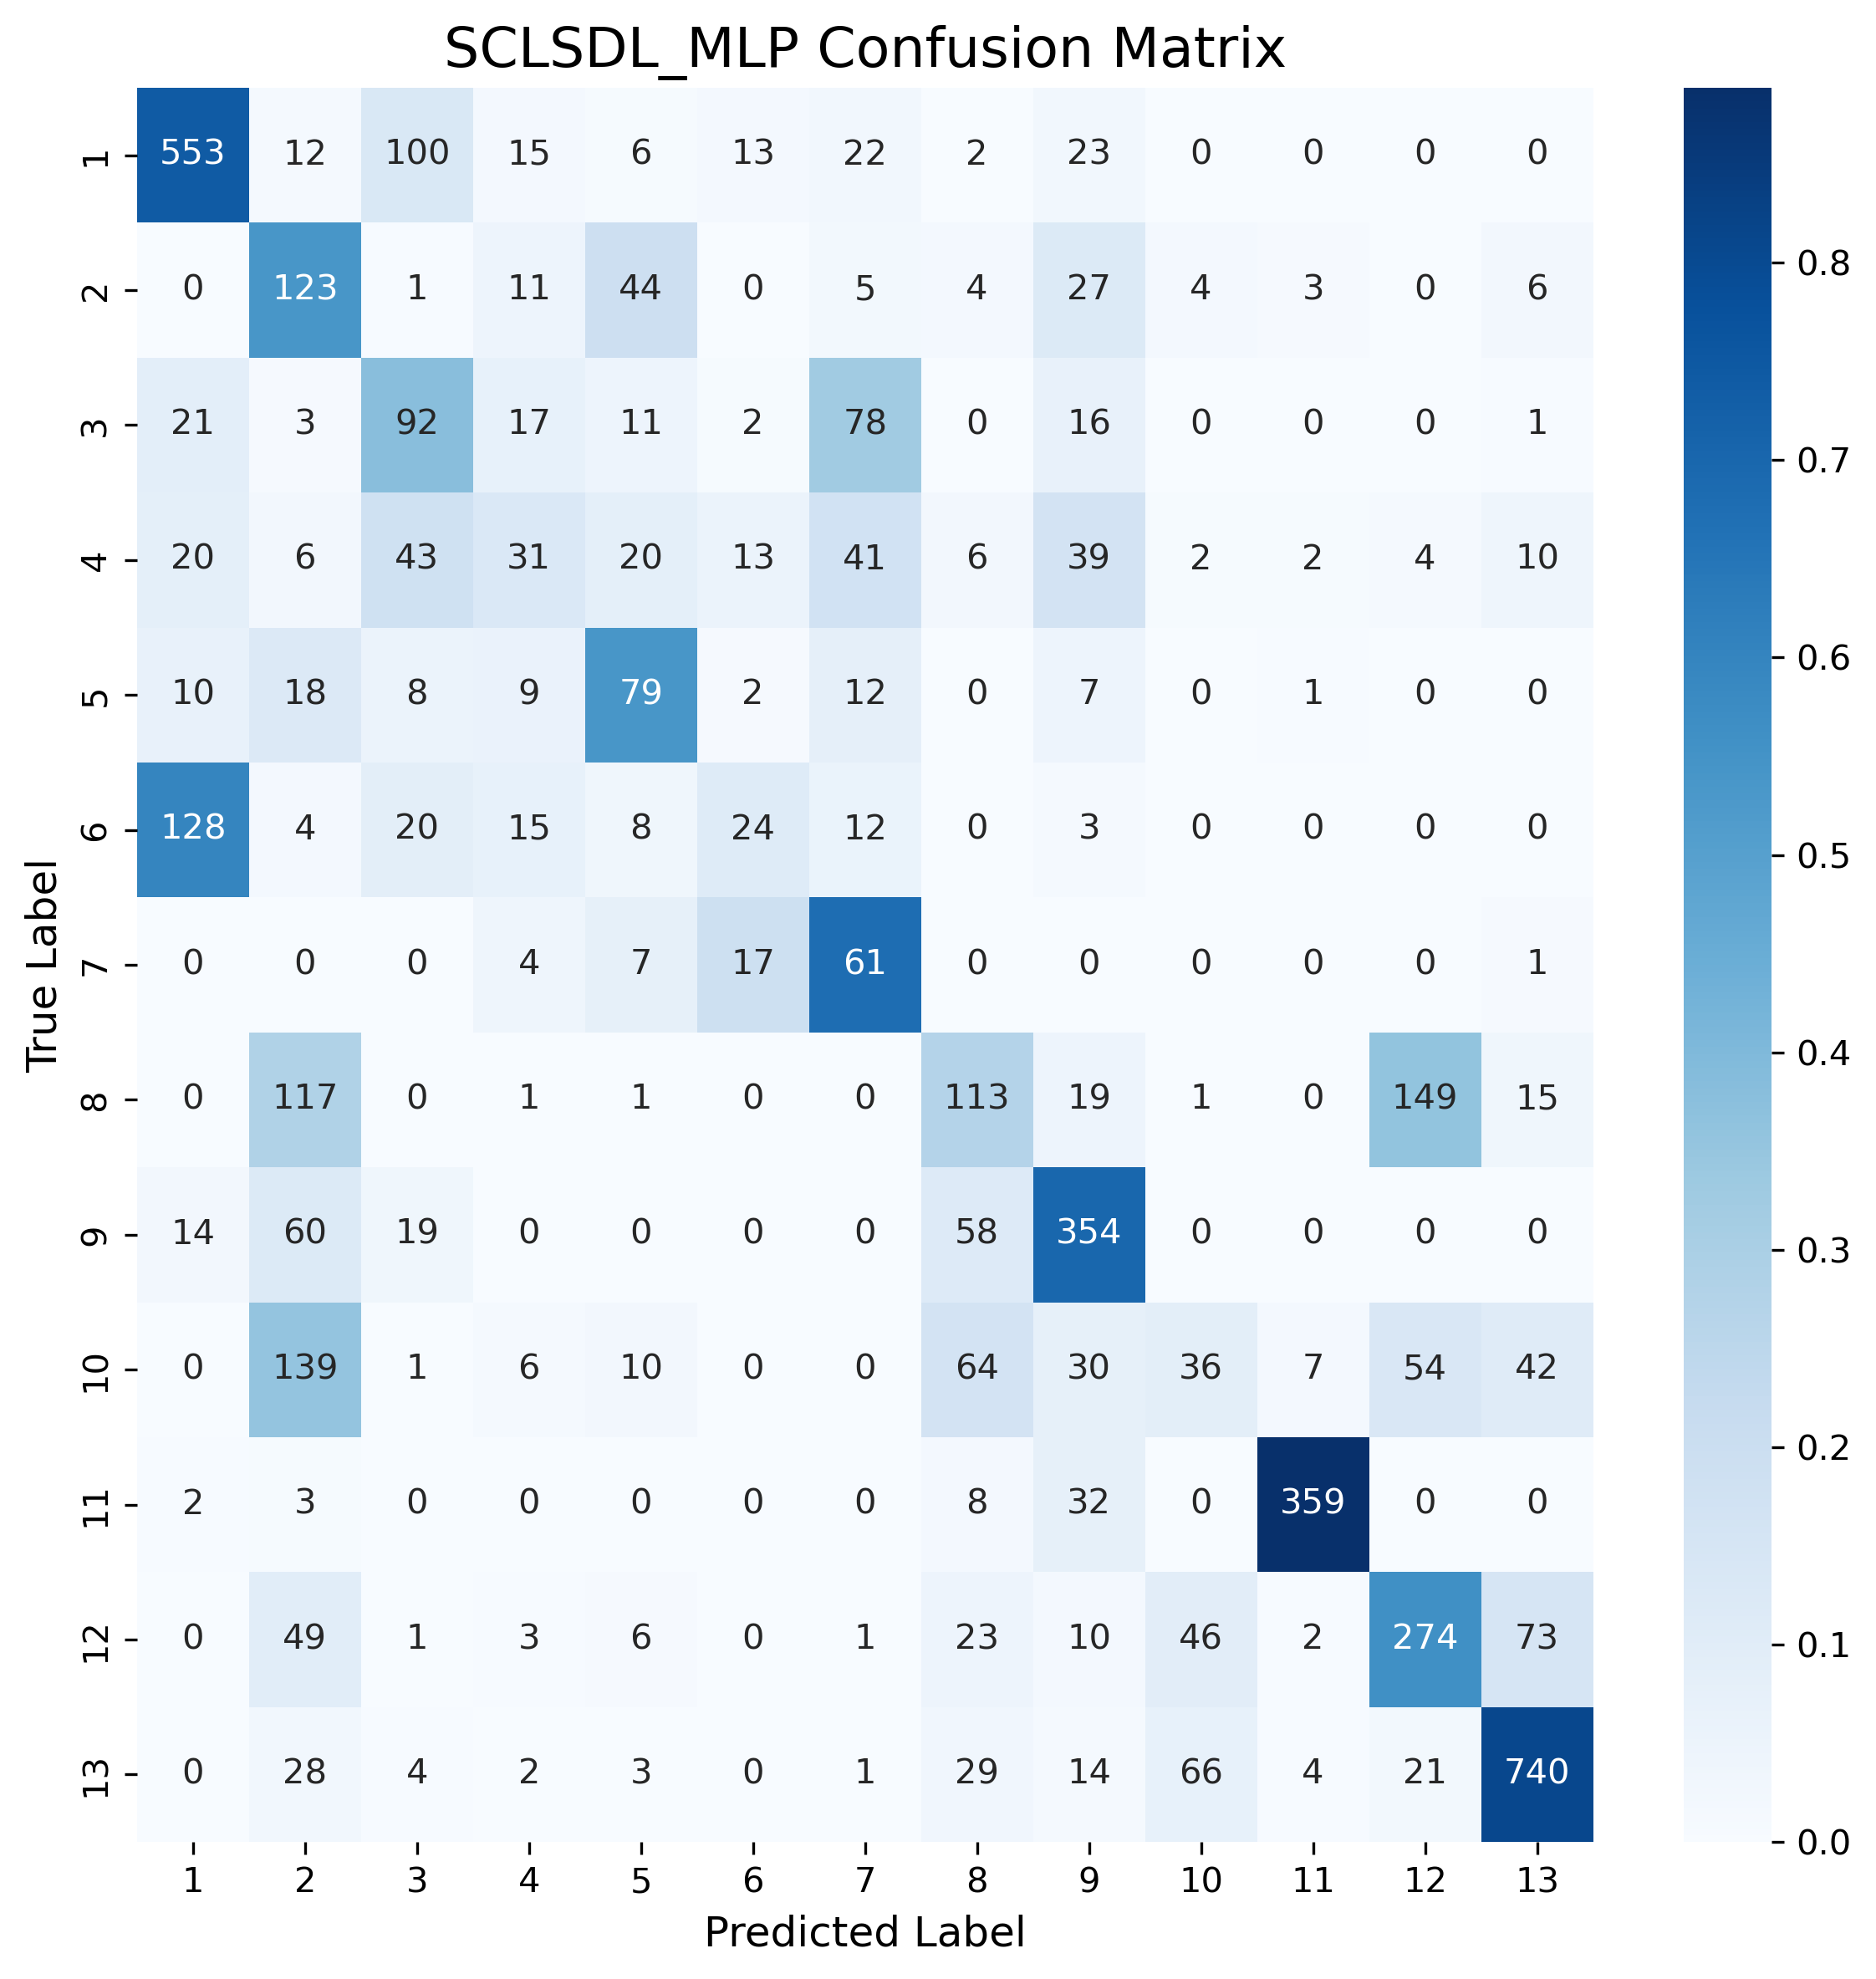 SCLSDL_MLP Confusion Matrix
1 553 12 100 15 6 13 22 2 23 0 0 0 0
2 0 123 1 11 44 0 5 4 27 4 3 0 6
3 21 3 92 17 11 2 78 0 16 0 0 0 1
4 20 6 43 31 20 13 41 6 39 2 2 4 10
5 10 18 8 9 79 2 12 0 7 0 1 0 0
6 128 4 20 15 8 24 12 0 3 0 0 0 0
7 0 0 0 4 7 17 61 0 0 0 0 0 1
8 0 117 0 1 1 0 0 113 19 1 0 149 15
9 14 60 19 0 0 0 0 58 354 0 0 0 0
10 0 139 1 6 10 0 0 64 30 36 7 54 42
11 2 3 0 0 0 0 0 8 32 0 359 0 0
12 0 49 1 3 6 0 1 23 10 46 2 274 73
13 0 28 4 2 3 0 1 29 14 66 4 21 740
1 2 3 4 5 6 7 8 9 10 11 12 13
Predicted Label
True Label
0.8
0.7
0.6
0.5
0.4
0.3
0.2
0.1
0.0